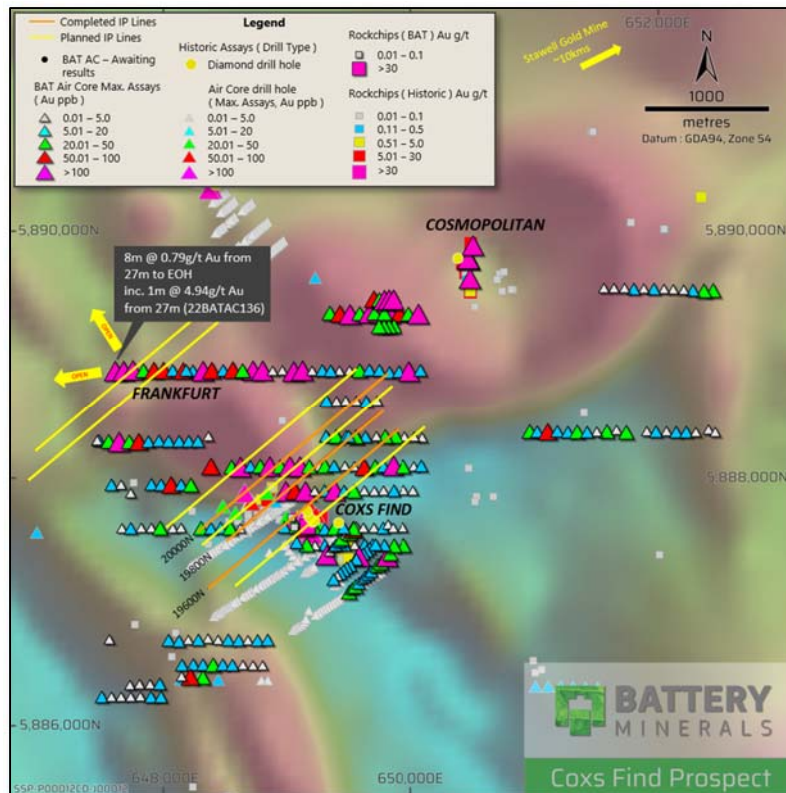 Completed IP Lines
Planned IP Lines
BAT AC – Awaiting
results
BAT Air Core Max. Assays
( Au ppb)
0.01 – 5.0
5.01 – 20
20.01 – 50
50.01 – 100
>100
Legend
Historic Assays ( Drill Type)
Diamond drill hole
Air Core drill hole
( Max. Assays, Au ppb)
0.01 – 5.0
5.01 – 20
20.01 – 50
50.01 – 100
>100
Rockchips ( BAT) Au g/t
0.01 – 0.1
>30
Rockchips ( Historic) Au g/t
0.01 – 0.1
0.11 – 0.5
0.51 – 5.0
5.01 – 30
>30
652,000E
Stawell Gold Mine
~10kms
N
1000
metres
Datum : GDA94, Zone 54
5,890,000N
5,890,000N
COSMOPOLITAN
8m @ 0.79g/t Au from
27m to EOH
inc. 1m @ 4.94g/t Au
from 27m (22BATAC136)
OPEN
OPEN
FRANKFURT
5,888,000N
COXS FIND
20000N
19800N
19600N
5,886,000N
BATTERY
MINERALS
648,000E
650,000E
Coxs Find Prospect